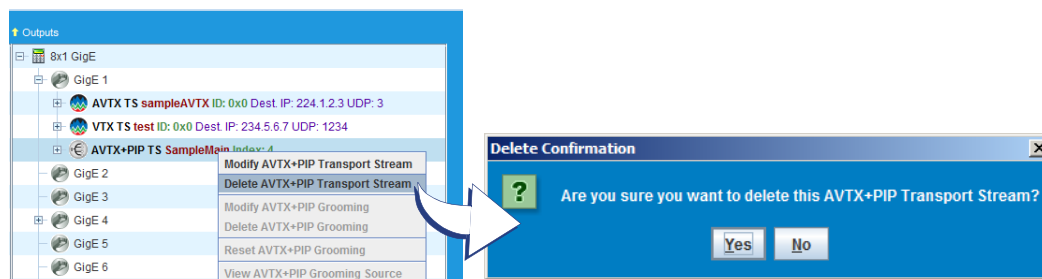 Outputs
8x1 GigE
GigE 1
AVTX TS sampleAVTX ID: 0x0 Dest. IP: 224.1.2.3 UDP: 3
VTX TS test ID: 0x0 Dest. IP: 234.5.6.7 UDP: 1234
AVTX+PIP TS SampleMain Index: 4
GigE 2
GigE 3
GigE 4
GigE 5
GigE 6
Modify AVTX+PIP Transport Stream
Delete AVTX+PIP Transport Stream
Modify AVTX+PIP Grooming
Delete AVTX+PIP Grooming
Reset AVTX+PIP Grooming
View AVTX+PIP Grooming Source
Delete Confirmation
Are you sure you want to delete this AVTX+PIP Transport Stream?
Yes
No